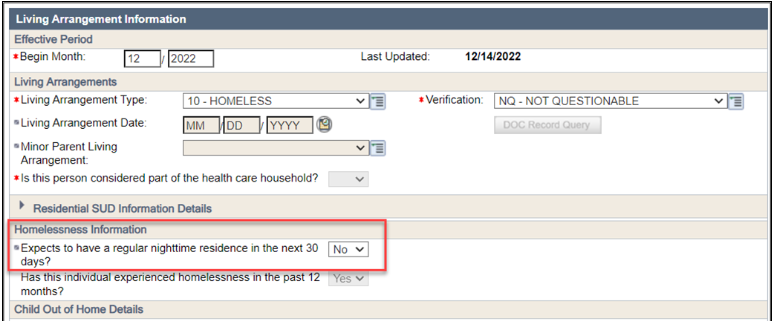 Living Arrangement Information
Effective Period
*Begin Month: 12 / 2022 Last Updated: 12/14/2022
Living Arrangements
*Living Arrangement Type: 10 - HOMELESS *Verification: NQ - NOT QUESTIONABLE
Living Arrangement Date: MM / DD / YYYY DOC Record Query
Minor Parent Living
Arrangement:
*Is this person considered part of the health care household?
Residential SUD Information Details
Homelessness Information
Expects to have a regular nighttime residence in the next 30 No
days?
Has this individual experienced homelessness in the past 12 Yes
months?
Child Out of Home Details